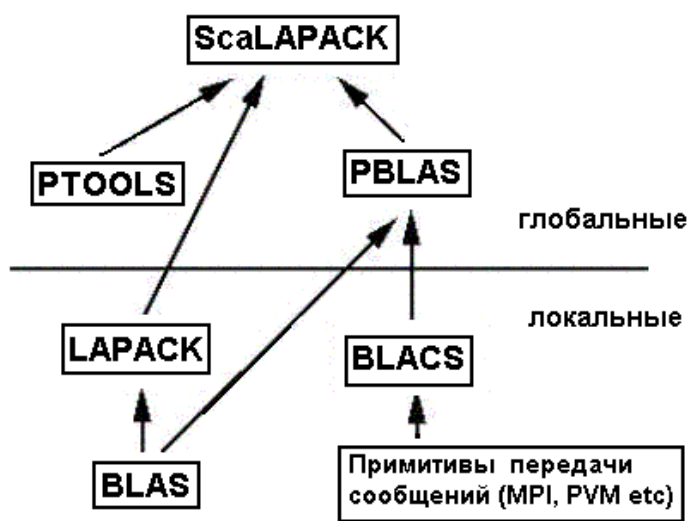 ScaLAPACK
PTOOLS
PBLAS
глобальные
локальные
LAPACK
BLACS
BLAS
Примитивы передачи
сообщений (MPI, PVM etc)